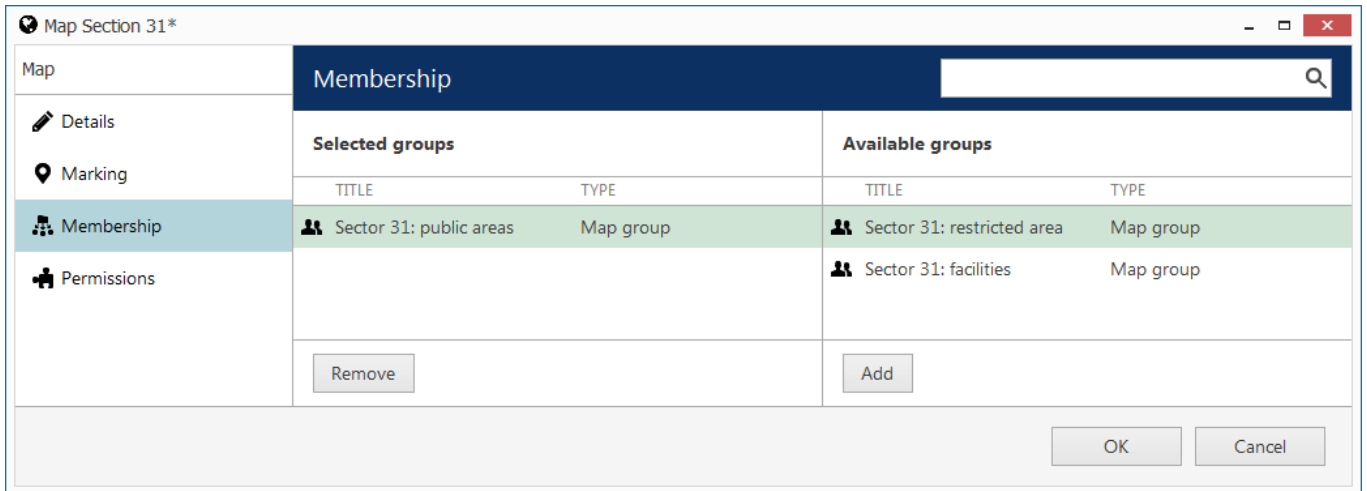 Map Section 31*
Map
Details
Marking
Membership
Permissions
Membership
Selected groups
TITLE TYPE
Sector 31: public areas Map group
Remove
Available groups
TITLE TYPE
Sector 31: restricted area Map group
Sector 31: facilities Map group
Add
OK Cancel